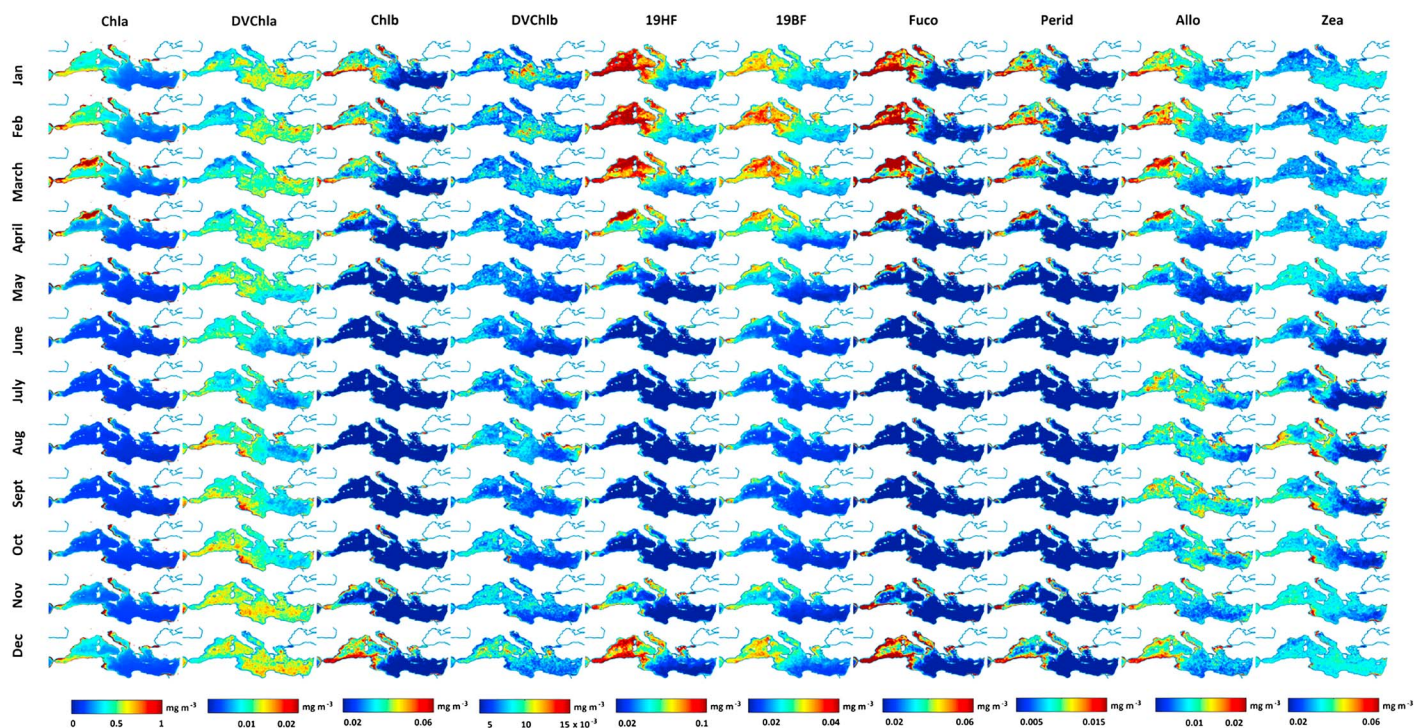 Chla DVChla Chlb DVChlb 19HF 19BF Fuco Perid Allo Zea
Jan
Feb
March
April
May
June
July
Aug
Sept
Oct
Nov
Dec
mg m⁻³ mg m⁻³ mg m⁻³ mg m⁻³ mg m⁻³ mg m⁻³ mg m⁻³ mg m⁻³ mg m⁻³ mg m⁻³
0 0.5 1 0.01 0.02 0.02 0.06 5 10 15 x 10⁻³ 0.02 0.1 0.02 0.04 0.02 0.06 0.005 0.015 0.01 0.02 0.02 0.06